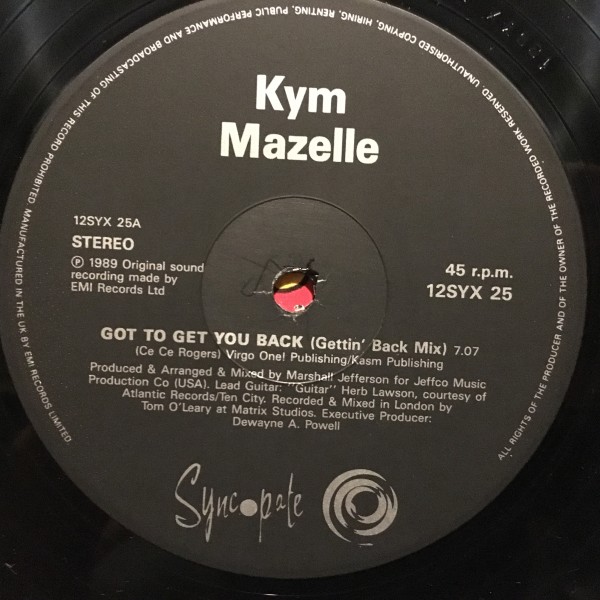 Kym
Mazelle
12SYX 25A
STEREO
℗ 1989 Original sound
recording made by
EMI Records Ltd
45 r.p.m.
12SYX 25
GOT TO GET YOU BACK (Gettin' Back Mix) 7.07
(Ce Ce Rogers) Virgo One! Publishing/Kasm Publishing
Produced & Arranged & Mixed by Marshall Jefferson for Jeffco Music
Production Co (USA). Lead Guitar: "Guitar" Herb Lawson, courtesy of
Atlantic Records/Ten City. Recorded & Mixed in London by
Tom O'Leary at Matrix Studios. Executive Producer:
Dewayne A. Powell
Syncopate
ALL RIGHTS OF THE PRODUCER AND OF THE OWNER OF THE RECORDED WORK RESERVED. UNAUTHORISED COPYING, HIRING, RENTING, PUBLIC PERFORMANCE AND BROADCASTING OF THIS RECORD PROHIBITED. MANUFACTURED IN THE UK BY EMI RECORDS LIMITED